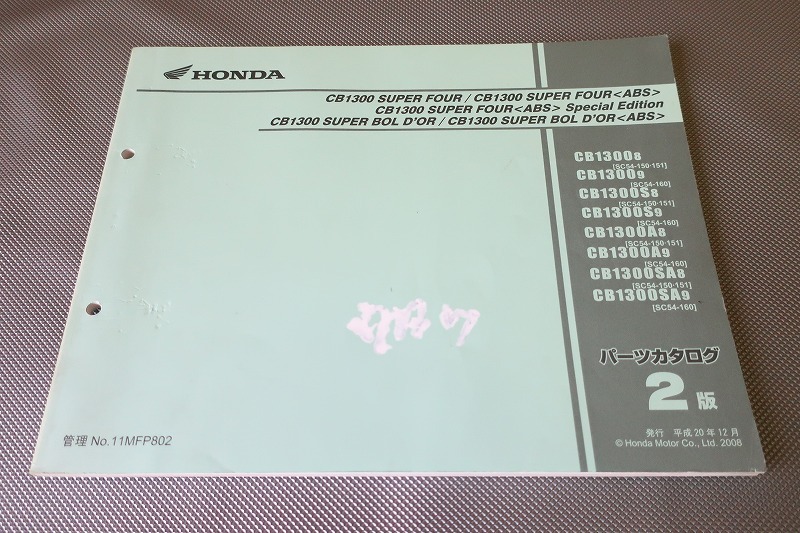 HONDA
CB1300 SUPER FOUR / CB1300 SUPER FOUR<ABS>
CB1300 SUPER FOUR<ABS> Special Edition
CB1300 SUPER BOL D'OR / CB1300 SUPER BOL D'OR<ABS>
CB1300₈
[SC54-150·151]
CB1300₉
[SC54-160]
CB1300S₈
[SC54-150·151]
CB1300S₉
[SC54-160]
CB1300A₈
[SC54-150·151]
CB1300A₉
[SC54-160]
CB1300SA₈
[SC54-150·151]
CB1300SA₉
[SC54-160]
パーツカタログ
2版
管理 No.11MFP802
発行 平成20年12月
© Honda Motor Co., Ltd. 2008